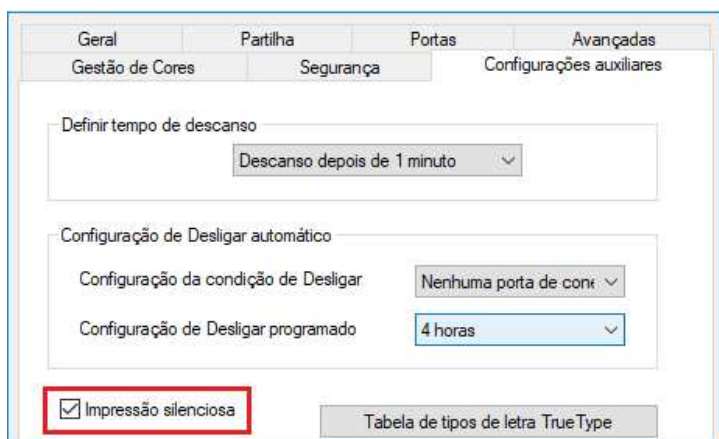 Geral Partilha Portas Avançadas
Gestão de Cores Segurança Configurações auxiliares
Definir tempo de descanso
Descanso depois de 1 minuto
Configuração de Desligar automático
Configuração da condição de Desligar Nenhuma porta de cone
Configuração de Desligar programado 4 horas
Impressão silenciosa Tabela de tipos de letra TrueType